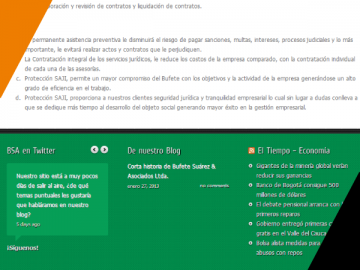 oración y revisión de contratos y liquidación de contratos.
permanente asistencia preventiva le disminuirá el riesgo de pagar sanciones, multas, intereses, procesos judiciales y lo más
mportante, le evitará realizar actos y contratos que le perjudiquen.
c. La Contratación integral de los servicios jurídicos, le reduce los costos de la empresa comparado, con la contratación individual
de cada una de las asesorías.
c. Protección SAJI, permite un mayor compromiso del Bufete con los objetivos y la actividad de la empresa generándose un alto
grado de eficiencia en el trabajo.
d. Protección SAJI, proporciona a nuestros clientes seguridad jurídica y tranquilidad empresarial lo cual sin lugar a dudas conlleva a
que se dedique más tiempo al desarrollo del objeto social generando mayor éxito en la gestión empresarial.
BSA en Twitter
Nuestro sitio está a muy pocos
días de salir al aire, ¿de qué
temas puntuales les gustaría
que habláramos en nuestro
blog?
5 days ago
¡Síguenos!
De nuestro Blog
Corta historia de Bufete Suárez &
Asociados Ltda.
enero 27, 2013 no comments
El Tiempo - Economía
Gigantes de la minería global verían
reducir sus garancias
Banco de Bogotá consigue 500
millones de dólares
El debate pensional arranca con
primeros reparos
Gobierno entregó primeras c
gratis en el Valle del Cauca
Bolsa alista medidas para
abusos con repos